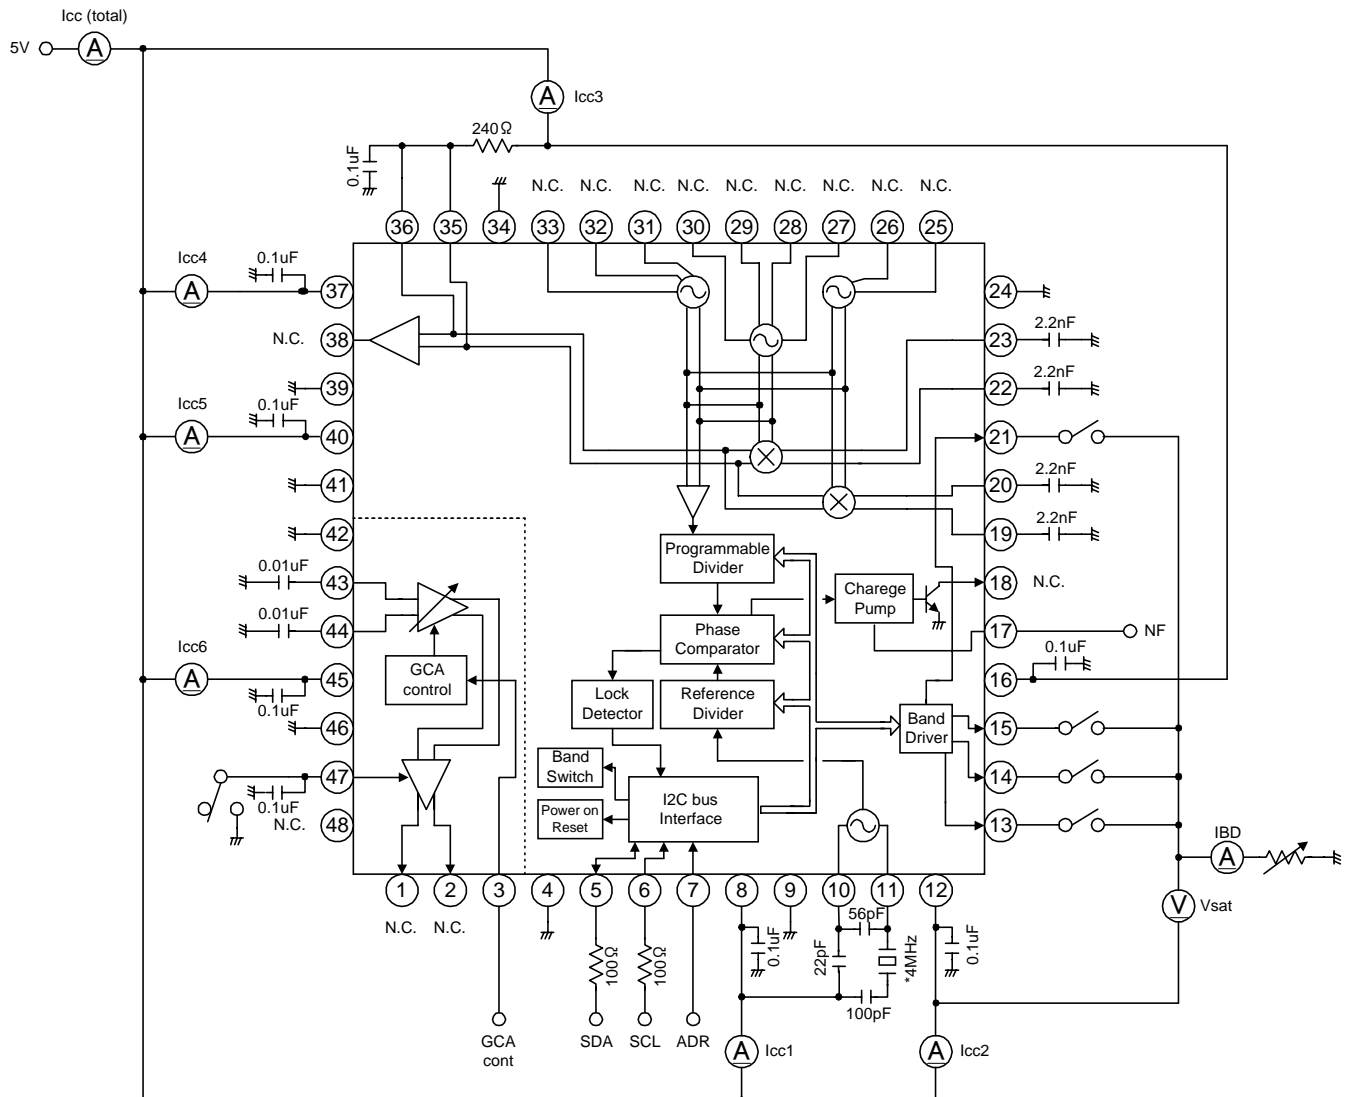 Icc (total)
5V
A
A
Icc3
240Ω
0.1uF
N.C. N.C. N.C. N.C. N.C. N.C. N.C. N.C. N.C.
36 35 34 33 32 31 30 29 28 27 26 25
Icc4
0.1uF
A
37
24
2.2nF
N.C.
38
23
2.2nF
39
22
Icc5
0.1uF
A
40
21
2.2nF
41
20
2.2nF
42
19
Programmable
Divider
0.01uF
43
Charege
Pump
18
N.C.
0.01uF
44
Phase
Comparator
17
NF
Icc6
0.1uF
A
45
GCA
control
16
0.1uF
Lock
Detector
Reference
Divider
46
Band
Driver
15
Band
Switch
47
14
0.1uF
I2C bus
Interface
Power on
Reset
N.C.
48
13
IBD
A
1 2 3 4 5 6 7 8 9 10 11 12
N.C. N.C.
56pF
V
Vsat
100Ω
100Ω
0.1uF
22pF
*4MHz
0.1uF
100pF
GCA
cont
SDA
SCL
ADR
A
Icc1
A
Icc2